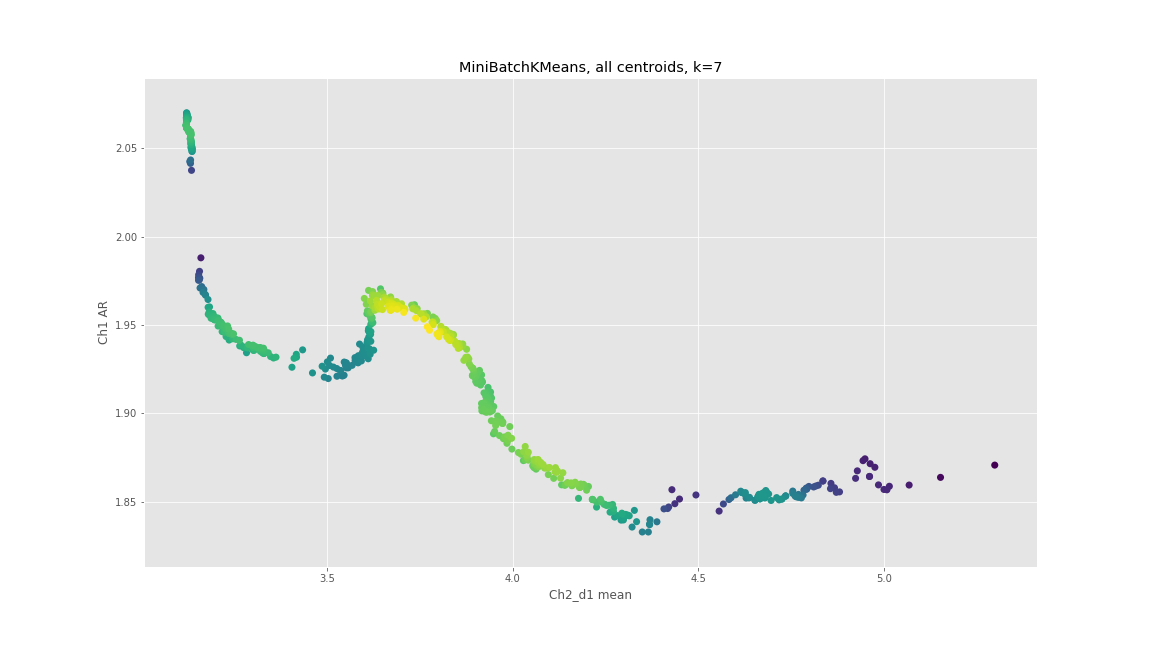 MiniBatchKMeans, all centroids, k=7
2.05
2.00
1.95
1.90
1.85
Ch1 AR
3.5 4.0 4.5 5.0
Ch2_d1 mean